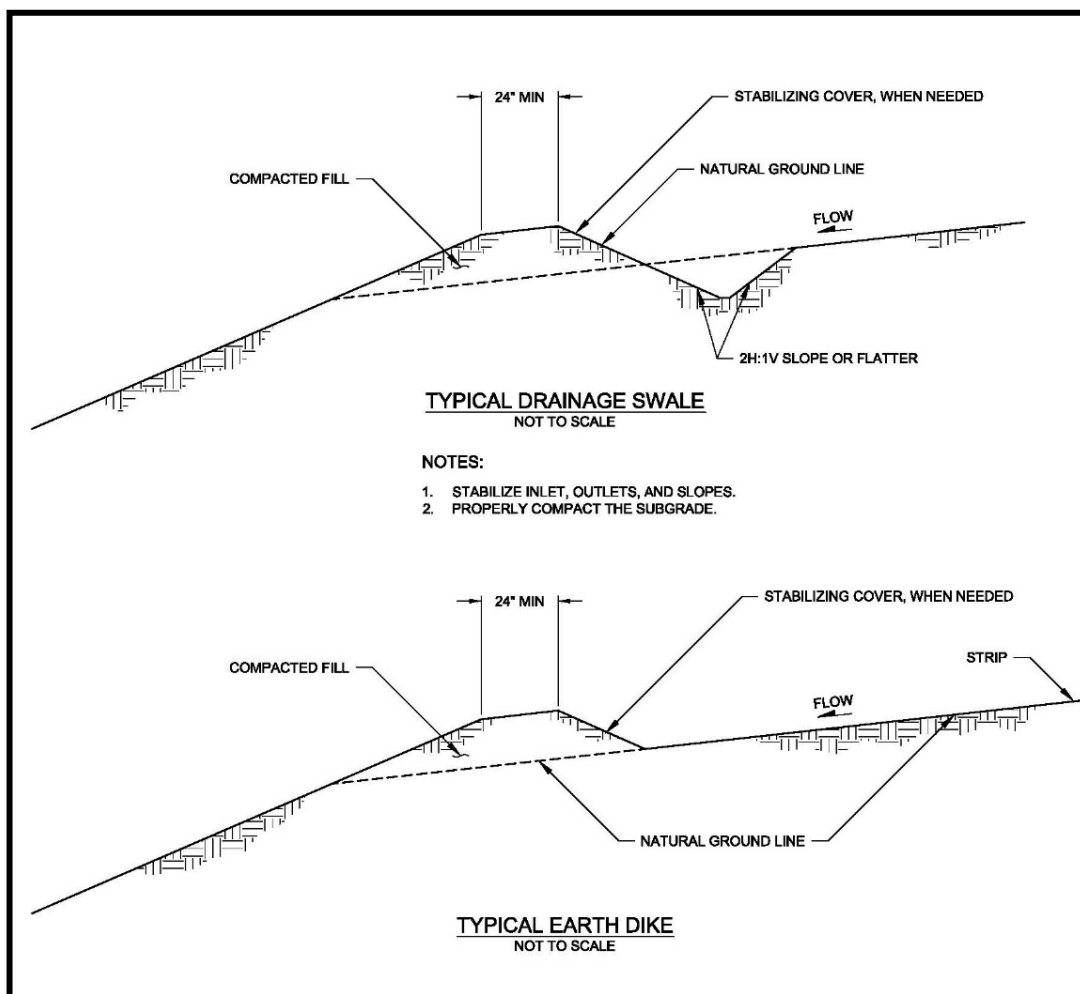 24" MIN
STABILIZING COVER, WHEN NEEDED
NATURAL GROUND LINE
COMPACTED FILL
FLOW
2H:1V SLOPE OR FLATTER
TYPICAL DRAINAGE SWALE
NOT TO SCALE
NOTES:
1. STABILIZE INLET, OUTLETS, AND SLOPES.
2. PROPERLY COMPACT THE SUBGRADE.
24" MIN
STABILIZING COVER, WHEN NEEDED
COMPACTED FILL
STRIP
FLOW
NATURAL GROUND LINE
TYPICAL EARTH DIKE
NOT TO SCALE